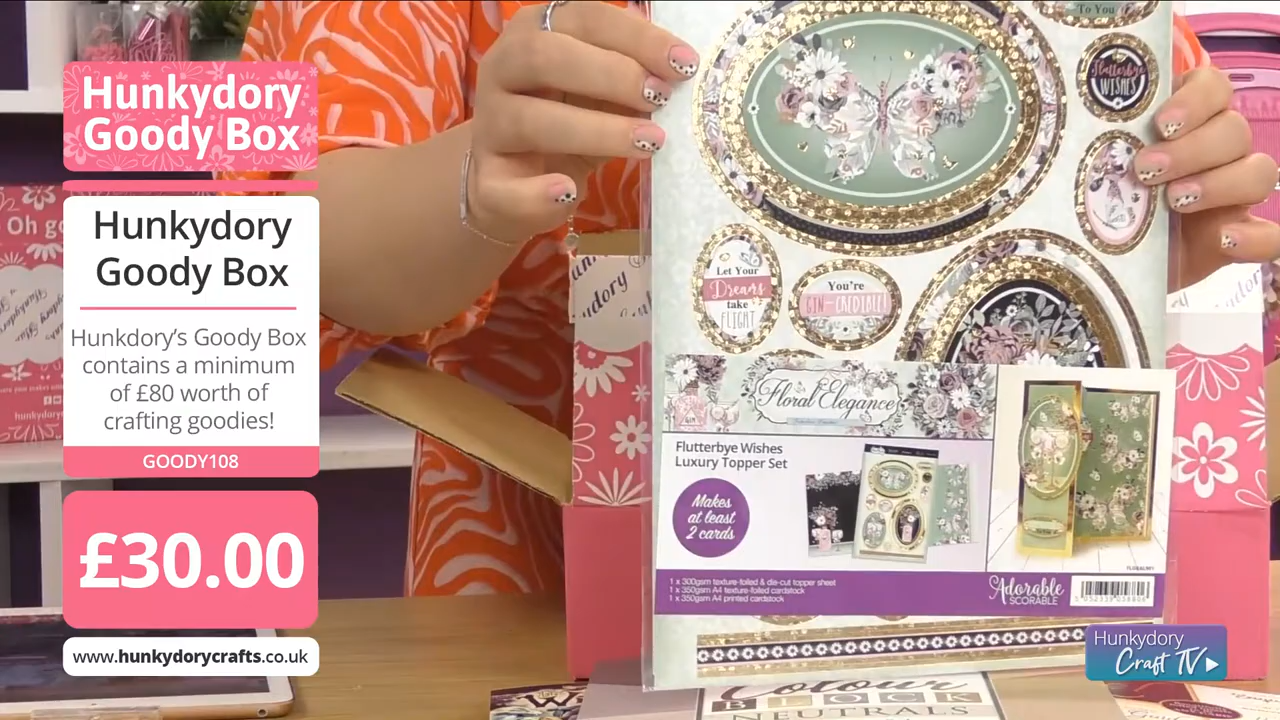 Hunkydory
Goody Box
Hunkydory
Goody Box
Hunkdory's Goody Box
contains a minimum
of £80 worth of
crafting goodies!
GOODY108
£30.00
www.hunkydorycrafts.co.uk
Oh go
hunkydory
To You
Flutterbye
WISHES
Let Your
Dreams
take
FLIGHT
You're
GIN-CREDIBLE!
Floral Elegance
Flutterbye Wishes
Luxury Topper Set
Makes
at least
2 cards
1 x 300gsm texture-foiled & die-cut topper sheet
1 x 350gsm A4 texture-foiled cardstock
1 x 350gsm A4 printed cardstock
Adorable
SCORABLE
Hunkydory
Craft TV
Colour
BLOCK
NEUTRALS